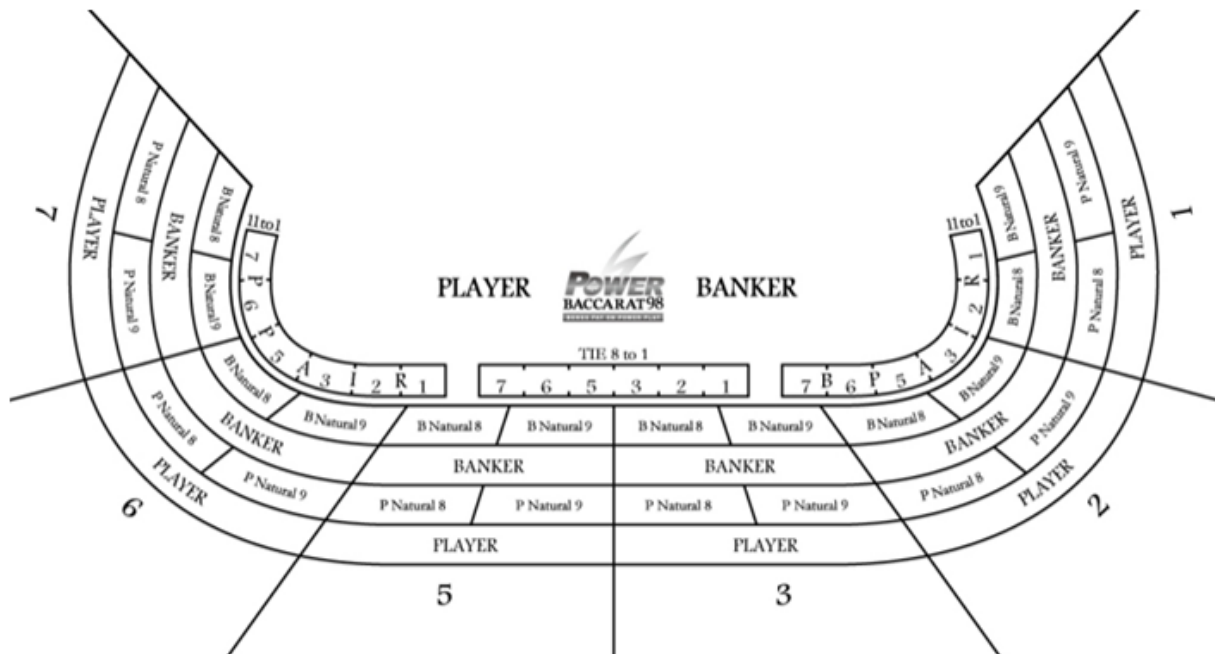 PLAYER
POWER
BACCARAT98
BANKER
TIE 8 to 1
7 6 5 3 2 1
11to1
7 P 6 P 5 A 3 I 2 R 1
11to1
1 R 2 I 3 A 5 P 6 B 7
7
PLAYER
P Natural 8
P Natural 9
BANKER
B Natural 8
B Natural 9
6
PLAYER
P Natural 8
P Natural 9
BANKER
B Natural 8
B Natural 9
B Natural 8
B Natural 9
BANKER
P Natural 8
P Natural 9
PLAYER
5
B Natural 8
B Natural 9
BANKER
P Natural 8
P Natural 9
PLAYER
3
B Natural 8
B Natural 9
BANKER
P Natural 8
P Natural 9
PLAYER
2
B Natural 8
B Natural 9
BANKER
P Natural 8
P Natural 9
PLAYER
1